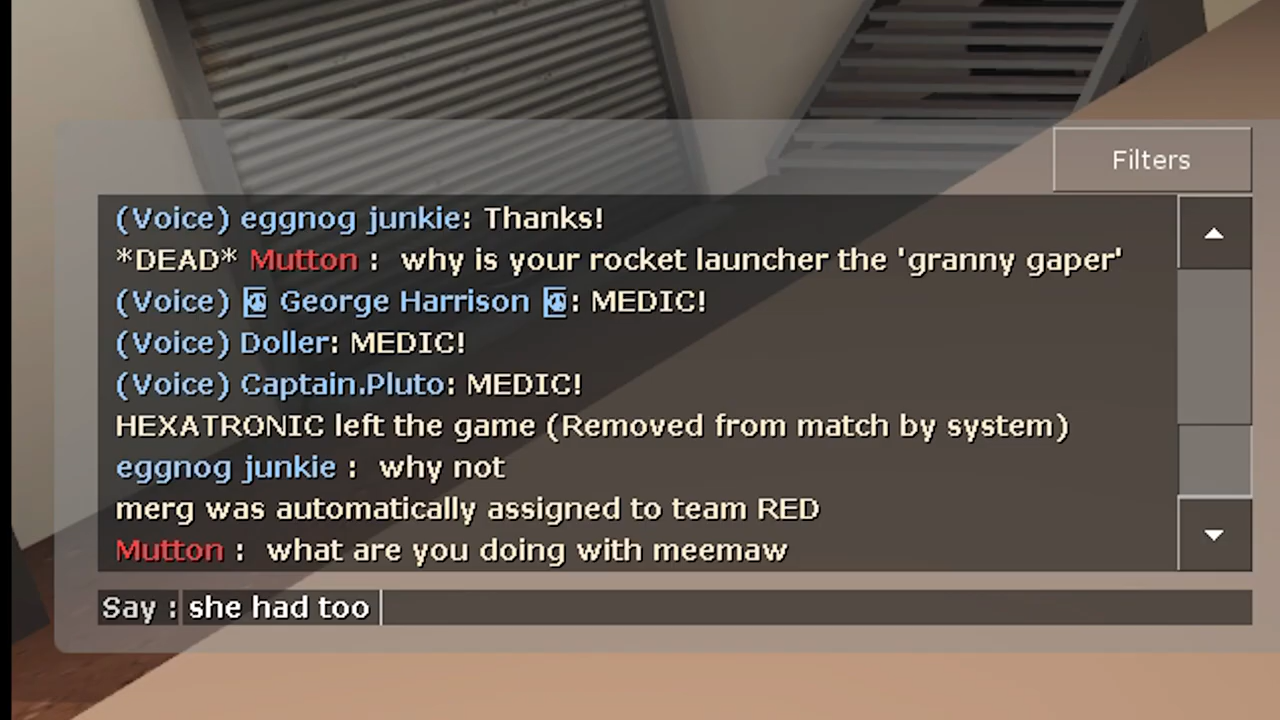 Filters
(Voice) eggnog junkie: Thanks!
*DEAD* Mutton :  why is your rocket launcher the 'granny gaper'
(Voice) ☮ George Harrison ☮: MEDIC!
(Voice) Doller: MEDIC!
(Voice) Captain.Pluto: MEDIC!
HEXATRONIC left the game (Removed from match by system)
eggnog junkie :  why not
merg was automatically assigned to team RED
Mutton :  what are you doing with meemaw
Say : she had too